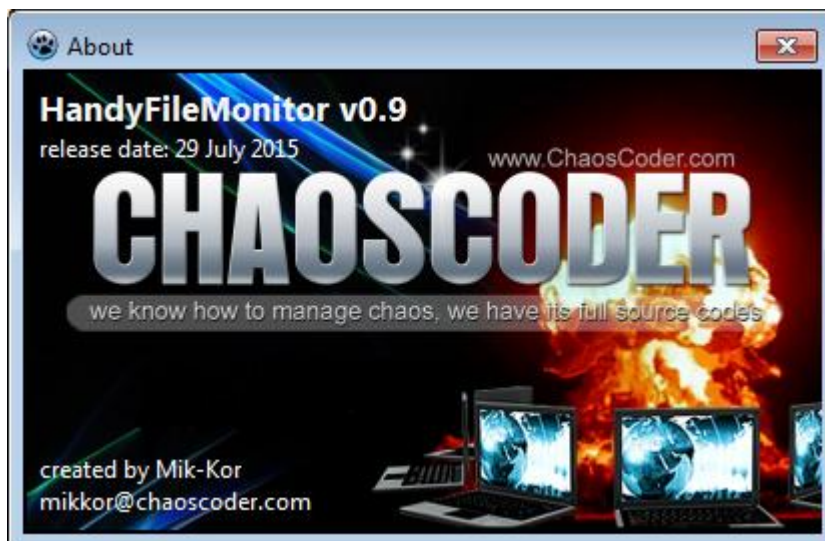 About
HandyFileMonitor v0.9
release date: 29 July 2015
www.ChaosCoder.com
CHAOSCODER
we know how to manage chaos, we have its full source codes
created by Mik-Kor
mikkor@chaoscoder.com